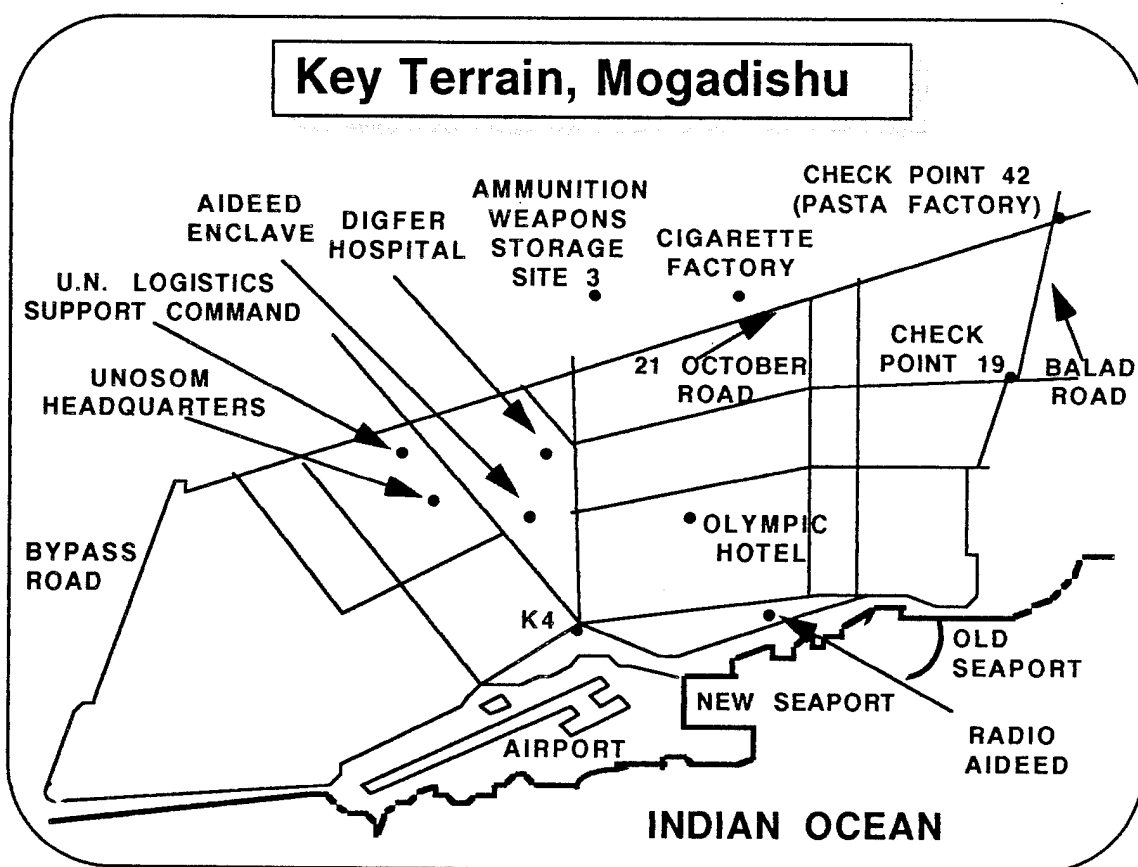 Key Terrain, Mogadishu
AIDEED
ENCLAVE
DIGFER
HOSPITAL
AMMUNITION
WEAPONS
STORAGE
SITE 3
CIGARETTE
FACTORY
CHECK POINT 42
(PASTA FACTORY)
U.N. LOGISTICS
SUPPORT COMMAND
UNOSOM
HEADQUARTERS
21 OCTOBER
ROAD
CHECK
POINT 19
BALAD
ROAD
BYPASS
ROAD
OLYMPIC
HOTEL
K4
OLD
SEAPORT
NEW SEAPORT
AIRPORT
RADIO
AIDEED
INDIAN OCEAN